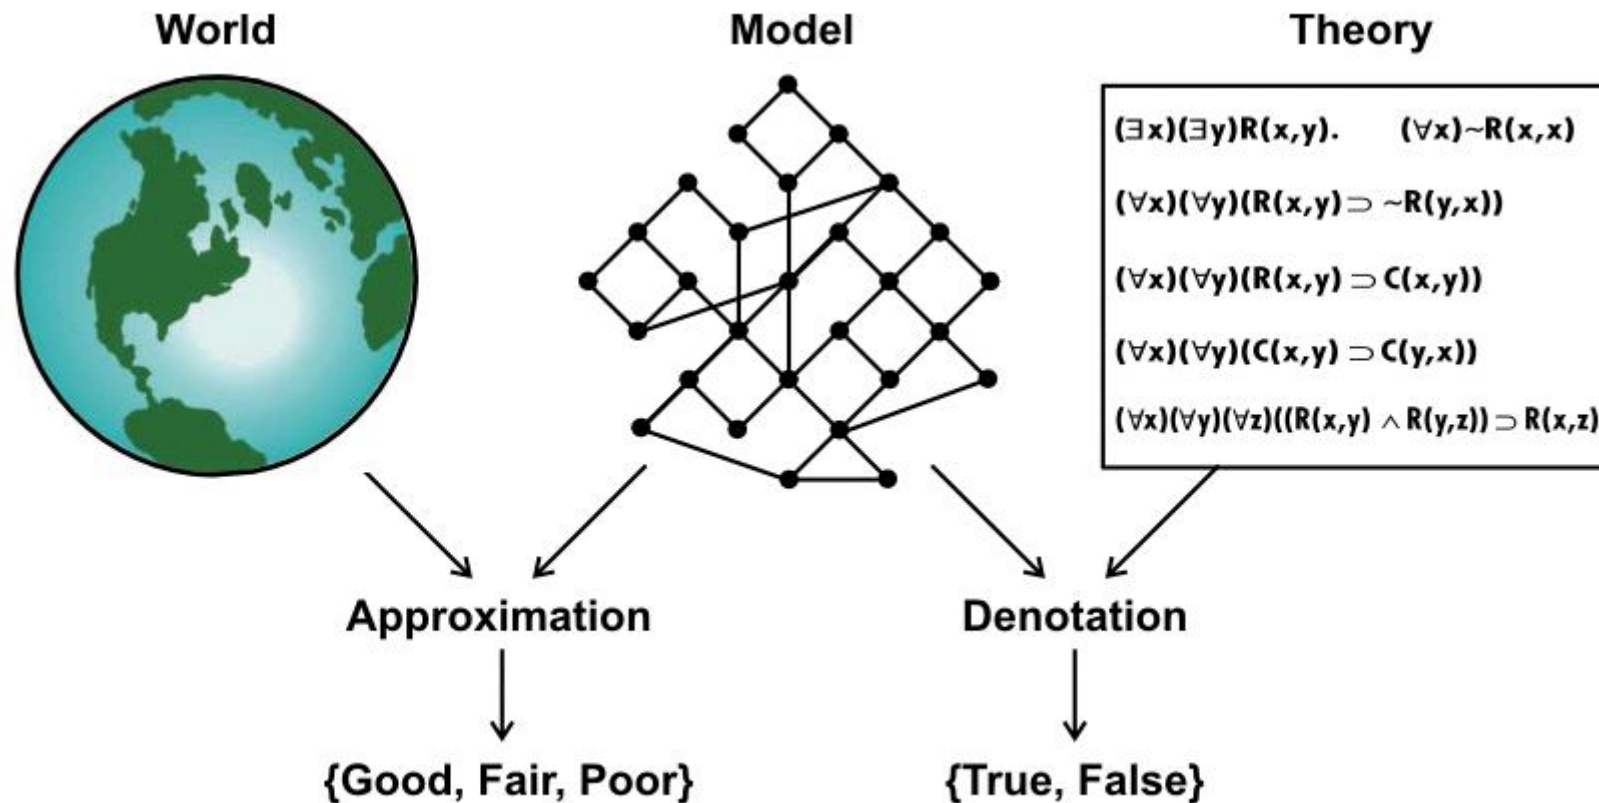 World Model Theory
(∃x)(∃y)R(x,y). (∀x)~R(x,x)
(∀x)(∀y)(R(x,y) ⊃ ~R(y,x))
(∀x)(∀y)(R(x,y) ⊃ C(x,y))
(∀x)(∀y)(C(x,y) ⊃ C(y,x))
(∀x)(∀y)(∀z)((R(x,y) ∧ R(y,z)) ⊃ R(x,z)
Approximation Denotation
{Good, Fair, Poor} {True, False}